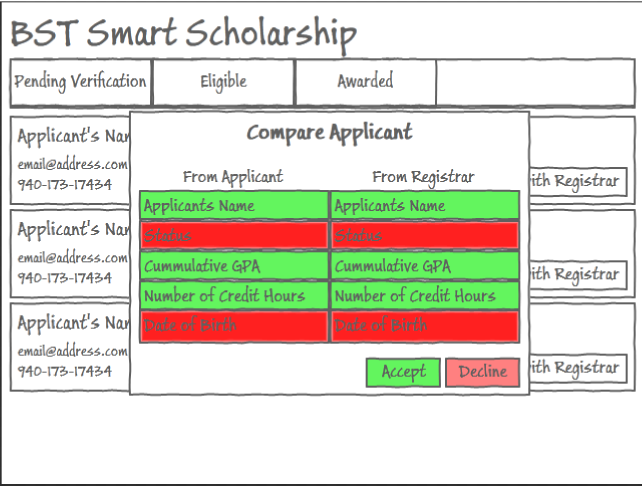 BST Smart Scholarship
Pending Verification Eligible Awarded
Applicant's Nar
email@address.com
940-173-17434
ith Registrar
Compare Applicant
From Applicant From Registrar
Applicants Name Applicants Name
Status Status
Cummulative GPA Cummulative GPA
Number of Credit Hours Number of Credit Hours
Date of Birth Date of Birth
Accept Decline
Applicant's Nar
email@address.com
940-173-17434
ith Registrar
Applicant's Nar
email@address.com
940-173-17434
ith Registrar